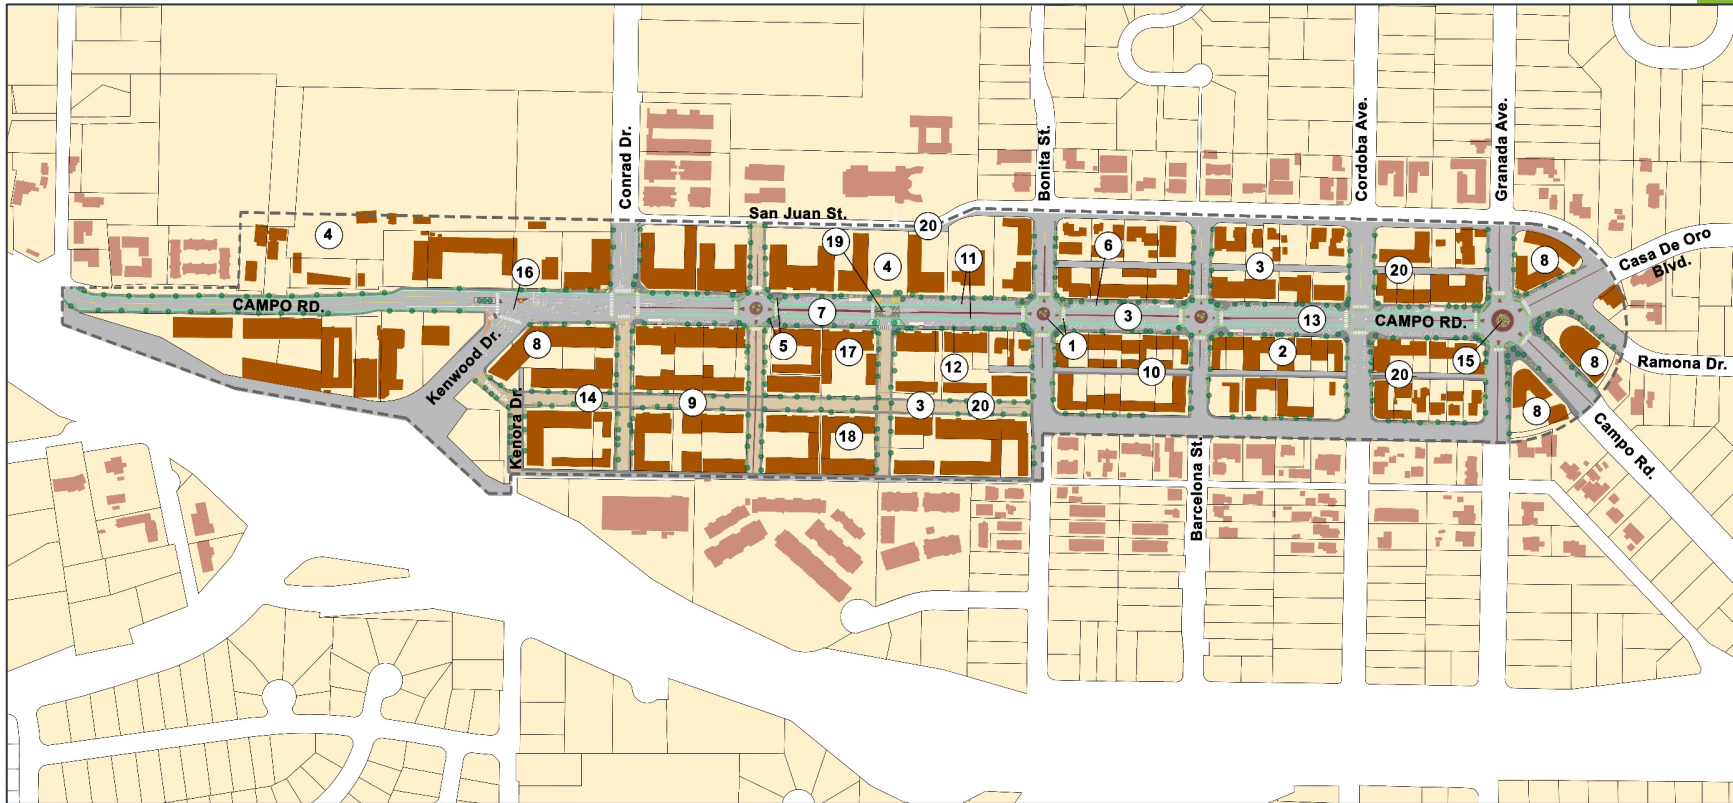 Conrad Dr.
Bonita St.
Cordoba Ave.
Granada Ave.
San Juan St.
20
4
19
4
11
6
3
20
8
Casa De Oro
Blvd.
16
CAMPO RD.
7
3
13
CAMPO RD.
5
1
15
8
17
2
8
Ramona Dr.
Kenwood Dr.
12
10
20
14
9
3
20
8
Kenora Dr.
18
Barcelona St.
Campo Rd.